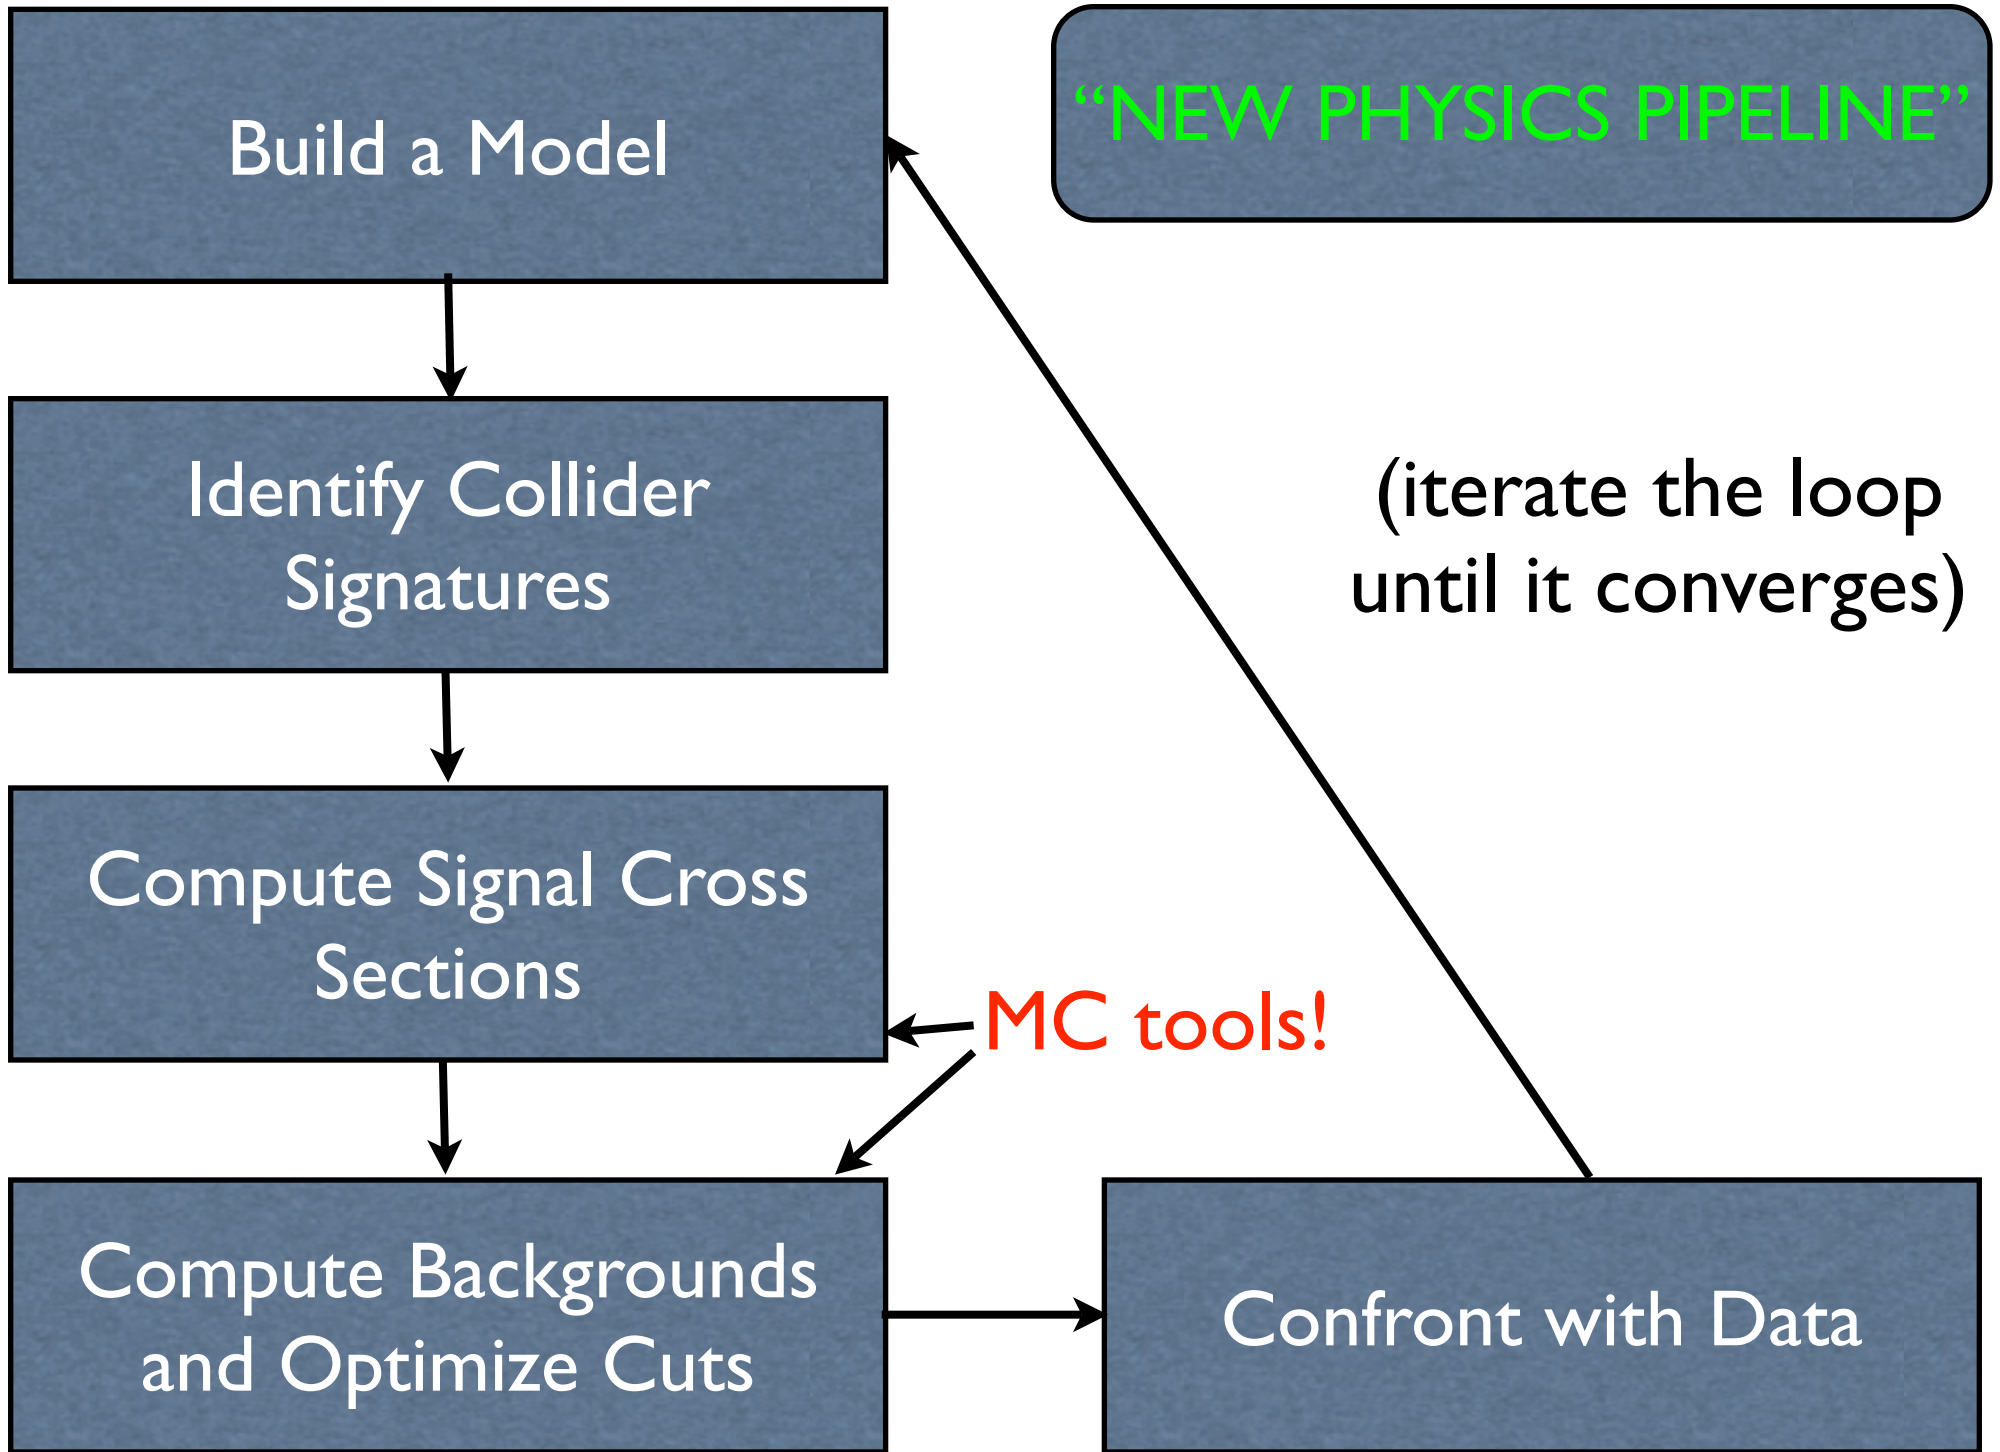 Build a Model
“NEW PHYSICS PIPELINE”
Identify Collider
Signatures
(iterate the loop
until it converges)
Compute Signal Cross
Sections
MC tools!
Compute Backgrounds
and Optimize Cuts
Confront with Data